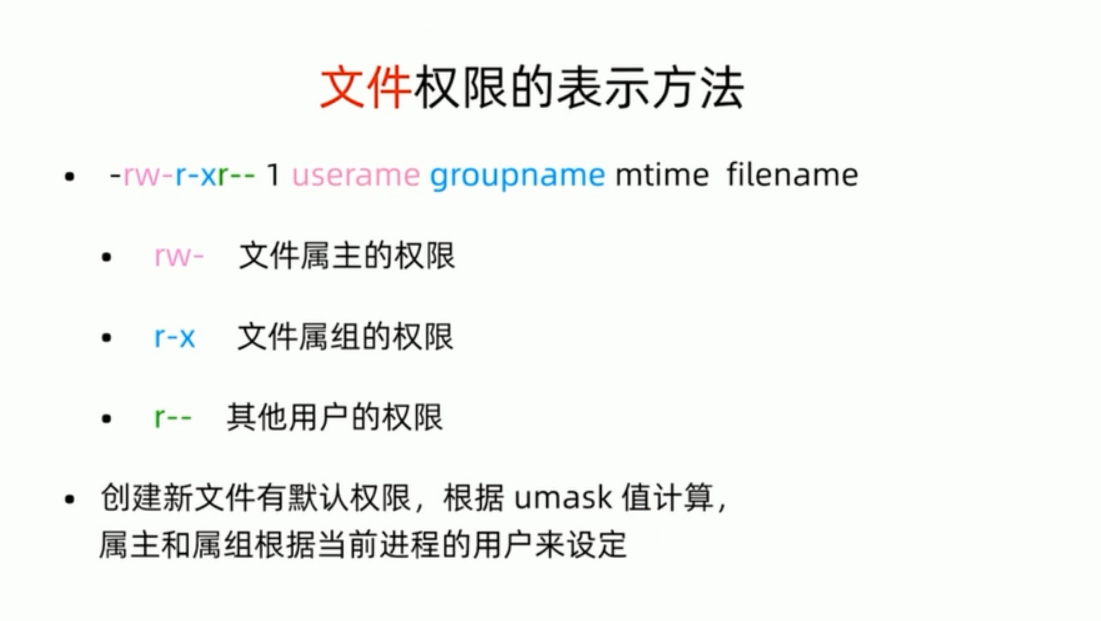 文件权限的表示方法
• -rw-r-xr-- 1 userame groupname mtime filename
• rw- 文件属主的权限
• r-x 文件属组的权限
• r-- 其他用户的权限
• 创建新文件有默认权限，根据 umask 值计算，
属主和属组根据当前进程的用户来设定